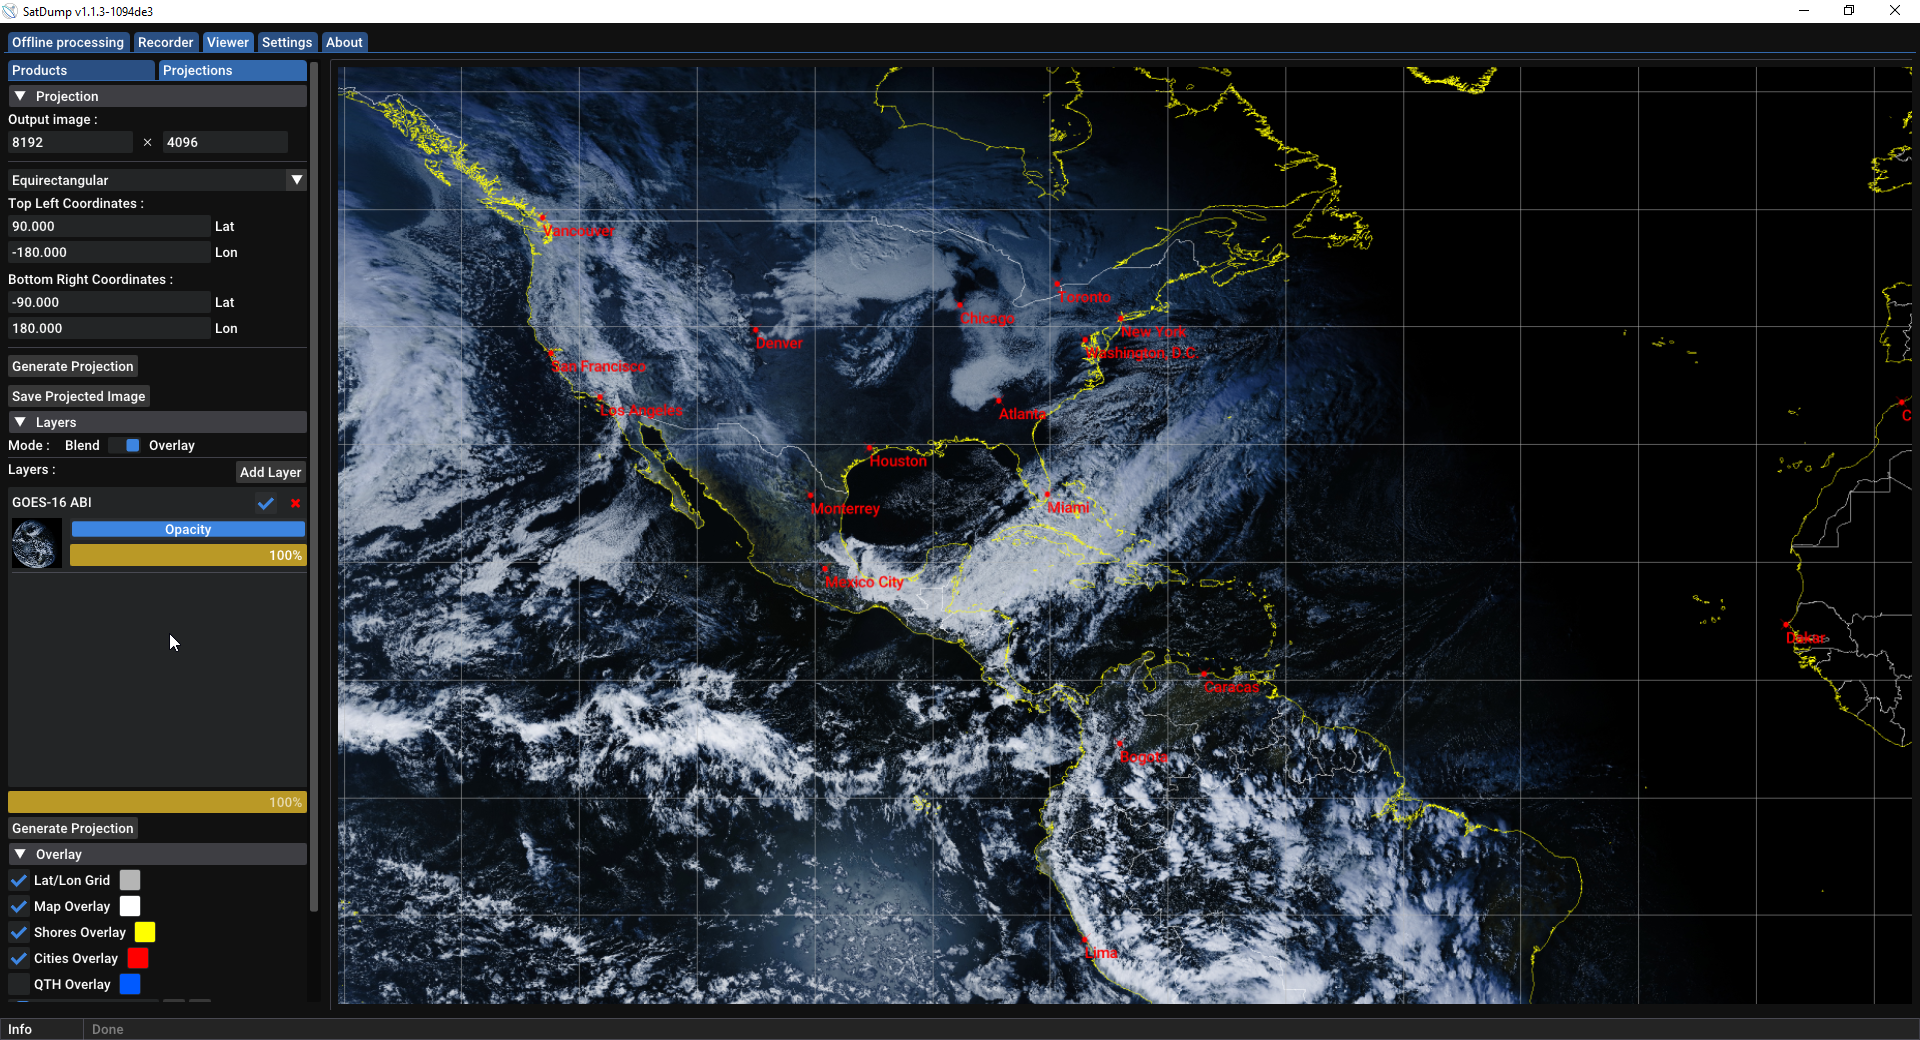 SatDump v1.1.3-1094de3
Offline processing Recorder Viewer Settings About
Products Projections
Projection
Output image :
8192 × 4096
Equirectangular
Top Left Coordinates :
90.000 Lat
-180.000 Lon
Bottom Right Coordinates :
-90.000 Lat
180.000 Lon
Generate Projection
Save Projected Image
Layers
Mode : Blend Overlay
Layers : Add Layer
GOES-16 ABI
Opacity
100%
100%
Generate Projection
Overlay
Lat/Lon Grid
Map Overlay
Shores Overlay
Cities Overlay
QTH Overlay
Info Done
Vancouver
Toronto
Chicago
New York
Denver
Washington, D.C.
San Francisco
Los Angeles
Atlanta
C
Houston
Monterrey
Miami
Mexico City
Dakar
Caracas
Bogota
Lima